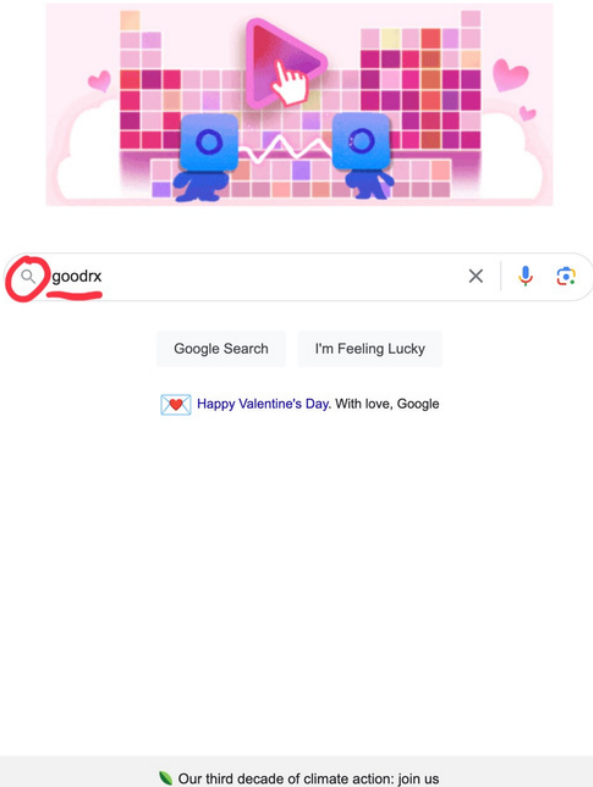 goodrx
Google Search I'm Feeling Lucky
Happy Valentine's Day. With love, Google
Our third decade of climate action: join us